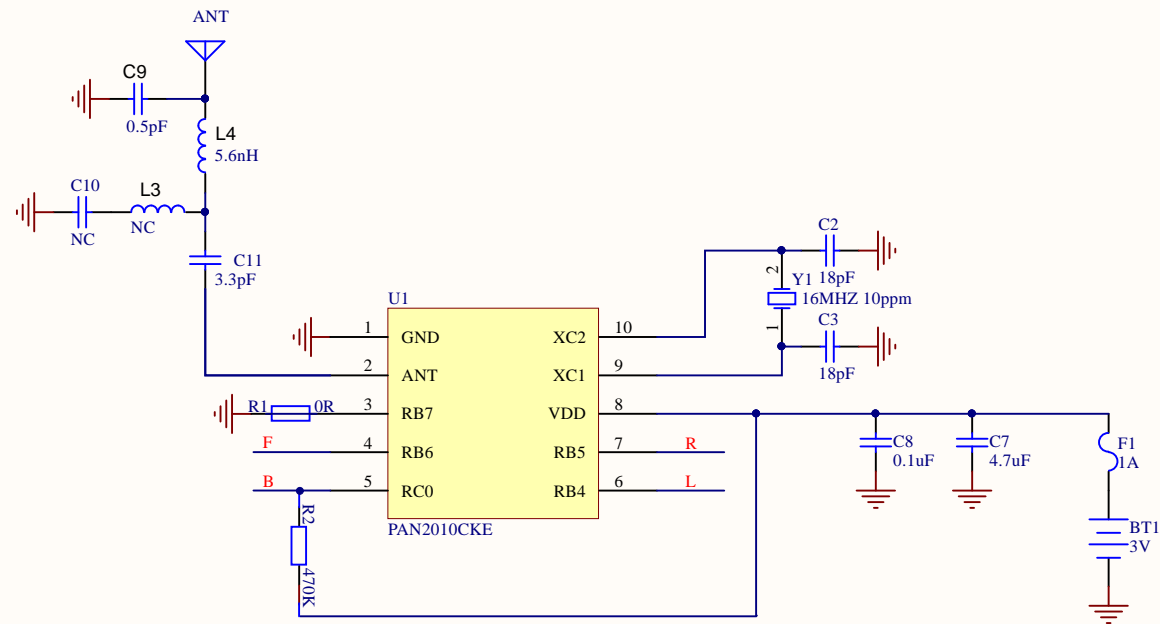 ANT
C9
0.5pF
L4
5.6nH
C10
L3
NC
NC
C11
3.3pF
C2
18pF
2
Y1
16MHZ 10ppm
1
C3
18pF
U1
1
GND
XC2
10
2
ANT
XC1
9
R1
0R
3
RB7
VDD
8
F
4
RB6
RB5
7
R
B
5
RC0
RB4
6
L
PAN2010CKE
R2
470K
C8
0.1uF
C7
4.7uF
F1
1A
BT1
3V